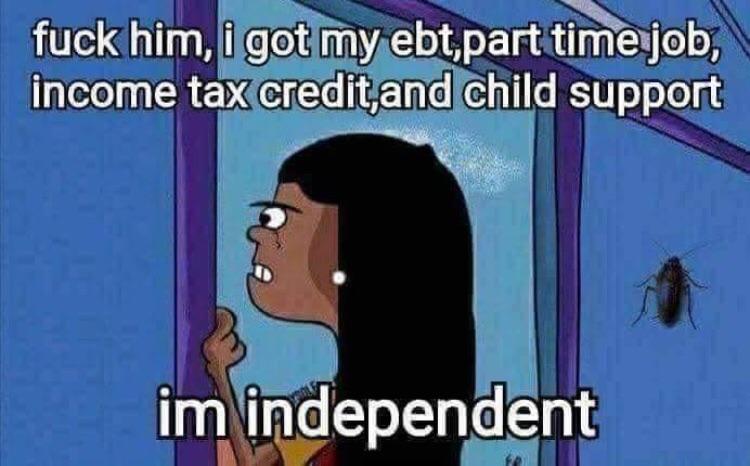 fuck him, i got my ebt,part time job,
income tax credit,and child support
im independent